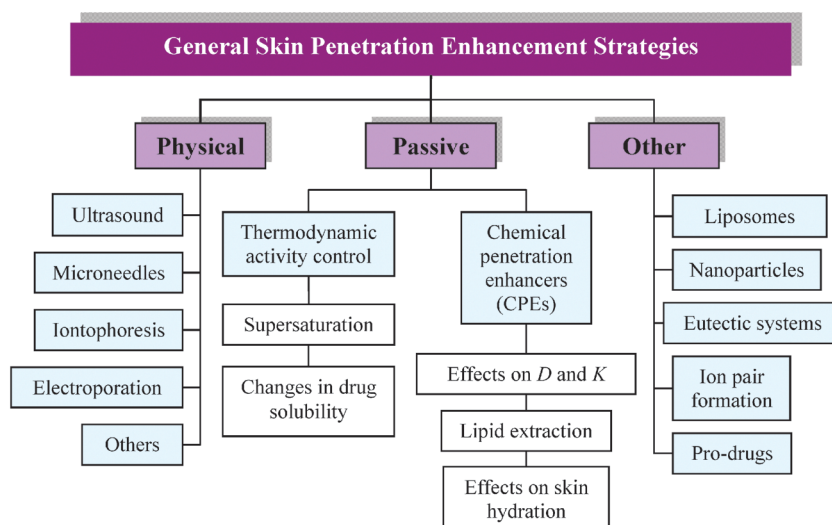 General Skin Penetration Enhancement Strategies
Physical
Passive
Other
Ultrasound
Microneedles
Iontophoresis
Electroporation
Others
Thermodynamic
activity control
Supersaturation
Changes in drug
solubility
Chemical
penetration
enhancers
(CPEs)
Effects on D and K
Lipid extraction
Effects on skin
hydration
Liposomes
Nanoparticles
Eutectic systems
Ion pair
formation
Pro-drugs